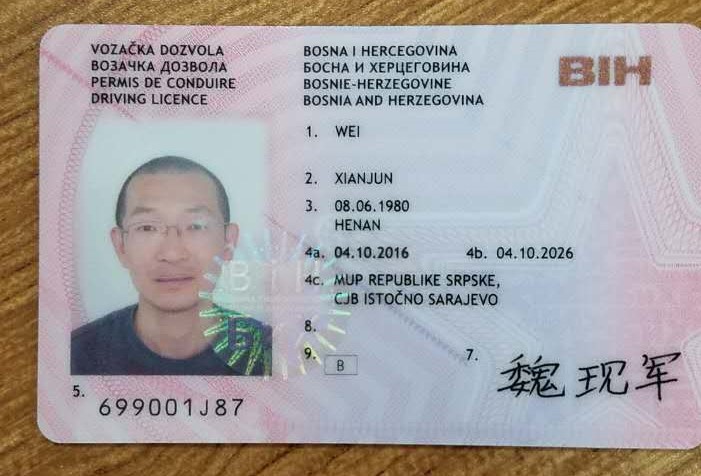 VOZAČKA DOZVOLA
ВОЗАЧКА ДОЗВОЛА
PERMIS DE CONDUIRE
DRIVING LICENCE
BOSNA I HERCEGOVINA
БОСНА И ХЕРЦЕГОВИНА
BOSNIE-HERZEGOVINE
BOSNIA AND HERZEGOVINA
BIH
1. WEI
2. XIANJUN
3. 08.06.1980
HENAN
4a. 04.10.2016 4b. 04.10.2026
4c. MUP REPUBLIKE SRPSKE,
CJB ISTOČNO SARAJEVO
8.
9. B 7. 魏现军
5. 699001J87